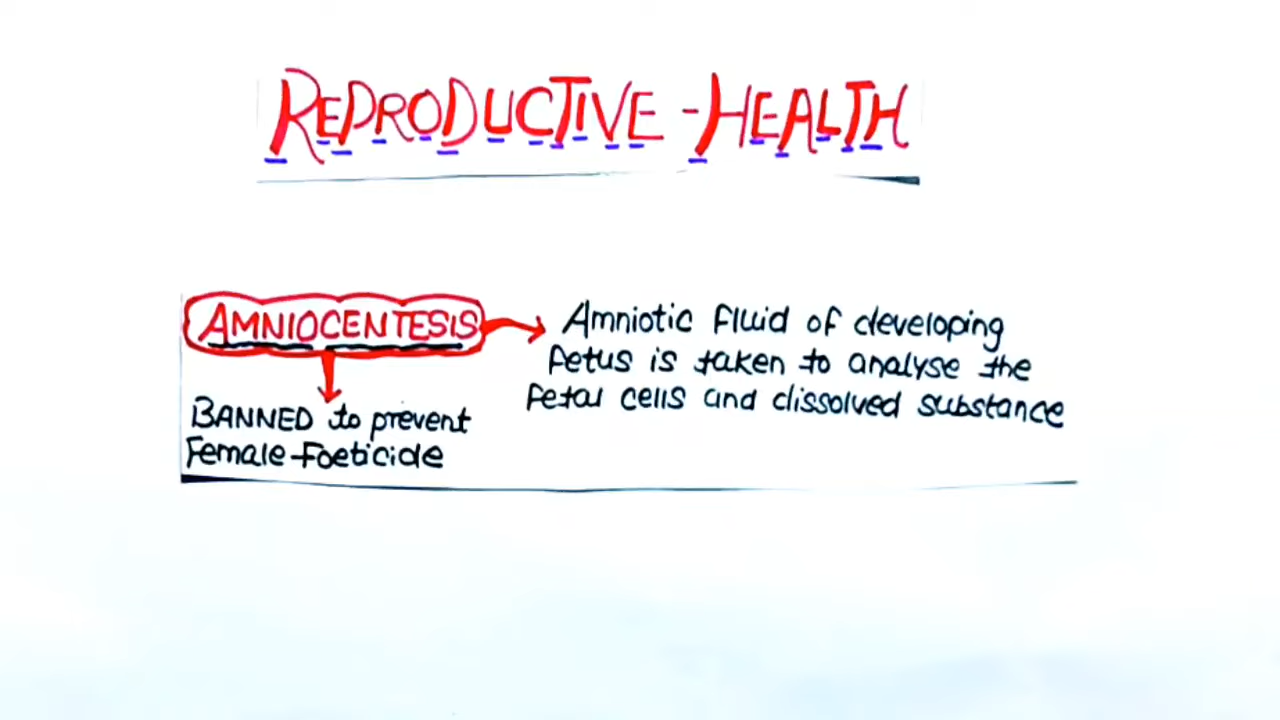 REPRODUCTIVE-HEALTH
AMNIOCENTESIS
Amniotic fluid of developing
fetus is taken to analyse the
fetal cells and dissolved substance
BANNED to prevent
Female-Foeticide